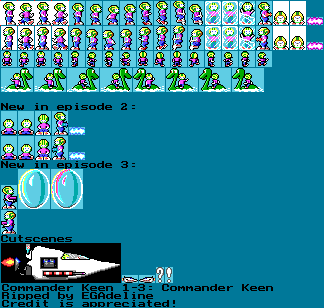 New in episode 2:
New in episode 3:
Cutscenes
??
Commander Keen 1-3: Commander Keen
Ripped by EGAdeline
Credit is appreciated!